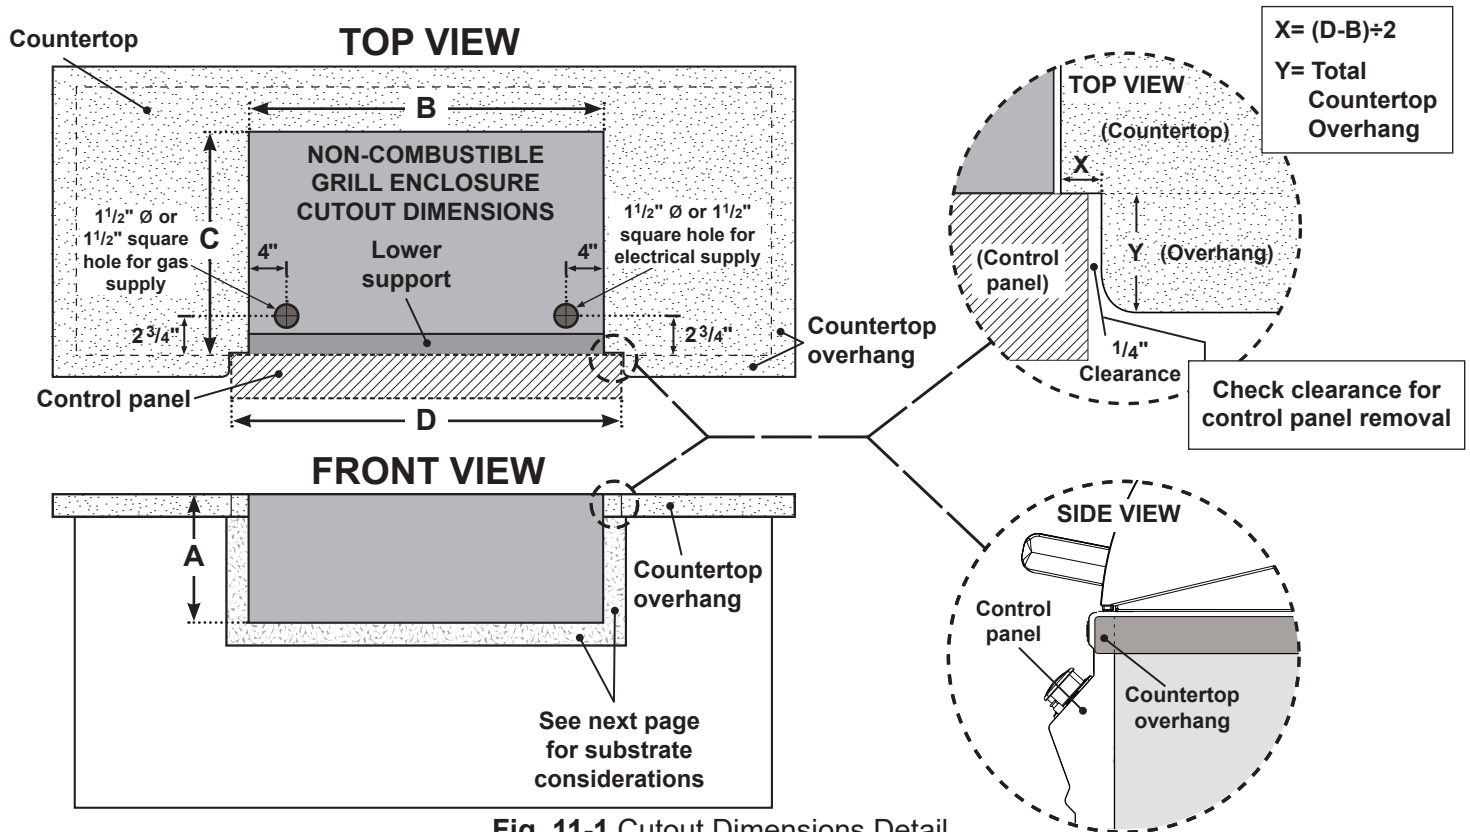 Countertop
TOP VIEW
B
NON-COMBUSTIBLE
GRILL ENCLOSURE
CUTOUT DIMENSIONS
1 1/2" Ø or
1 1/2" square
hole for gas
supply
C
4"
Lower
support
4"
1 1/2" Ø or 1 1/2"
square hole for
electrical supply
2 3/4"
2 3/4"
Countertop
overhang
Control panel
D
X= (D-B)÷2
Y= Total
Countertop
Overhang
TOP VIEW
(Countertop)
X
(Control
panel)
Y
(Overhang)
1/4"
Clearance
Check clearance for
control panel removal
FRONT VIEW
A
Countertop
overhang
See next page
for substrate
considerations
SIDE VIEW
Control
panel
Countertop
overhang
Fig. 11-1 Cutout Dimensions Detail